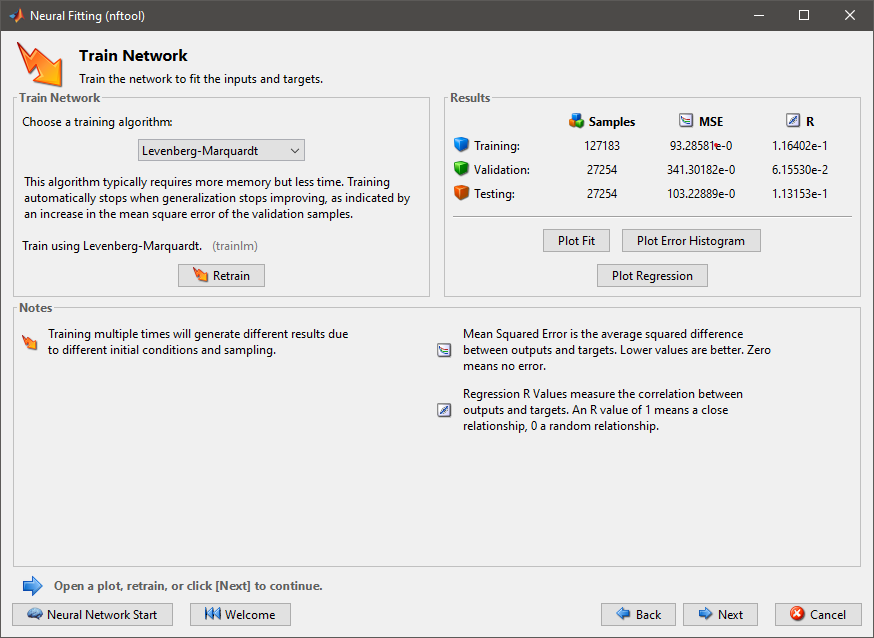 Neural Fitting (nftool)
Train Network
Train the network to fit the inputs and targets.
Train Network
Choose a training algorithm:
Levenberg-Marquardt
This algorithm typically requires more memory but less time. Training
automatically stops when generalization stops improving, as indicated by
an increase in the mean square error of the validation samples.
Train using Levenberg-Marquardt. (trainlm)
Retrain
Results
Samples MSE R
Training: 127183 93.28581e-0 1.16402e-1
Validation: 27254 341.30182e-0 6.15530e-2
Testing: 27254 103.22889e-0 1.13153e-1
Plot Fit Plot Error Histogram
Plot Regression
Notes
Training multiple times will generate different results due
to different initial conditions and sampling.
Mean Squared Error is the average squared difference
between outputs and targets. Lower values are better. Zero
means no error.
Regression R Values measure the correlation between
outputs and targets. An R value of 1 means a close
relationship, 0 a random relationship.
Open a plot, retrain, or click [Next] to continue.
Neural Network Start Welcome Back Next Cancel